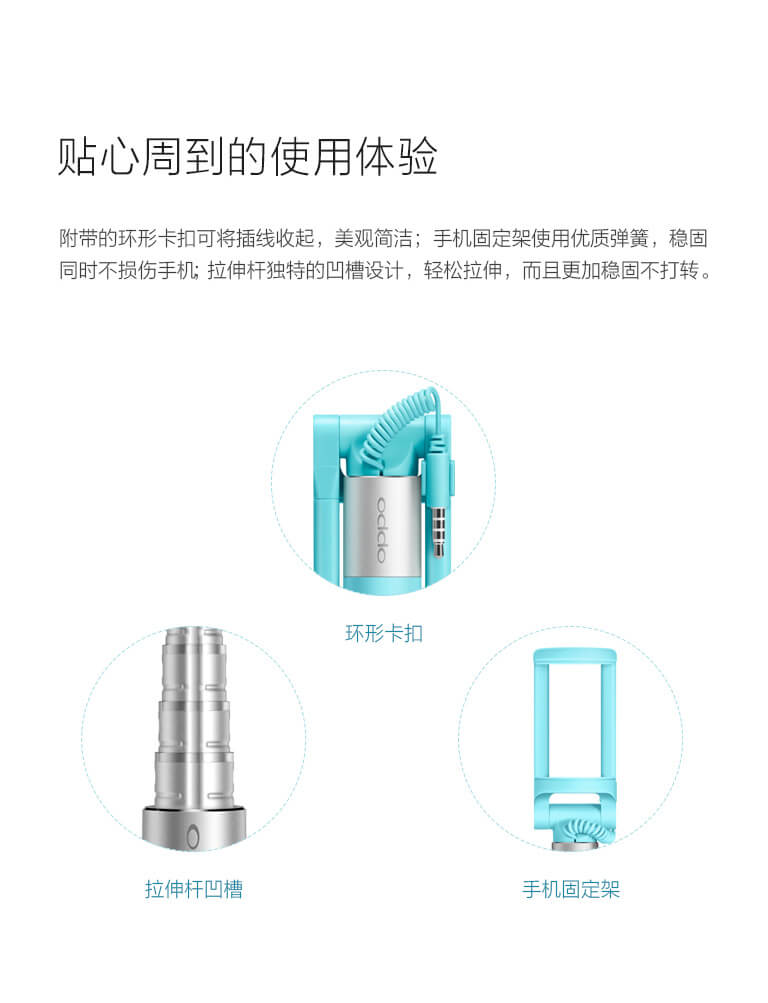 贴心周到的使用体验
附带的环形卡扣可将插线收起，美观简洁；手机固定架使用优质弹簧，稳固
同时不损伤手机；拉伸杆独特的凹槽设计，轻松拉伸，而且更加稳固不打转。
oppo
环形卡扣
拉伸杆凹槽
手机固定架